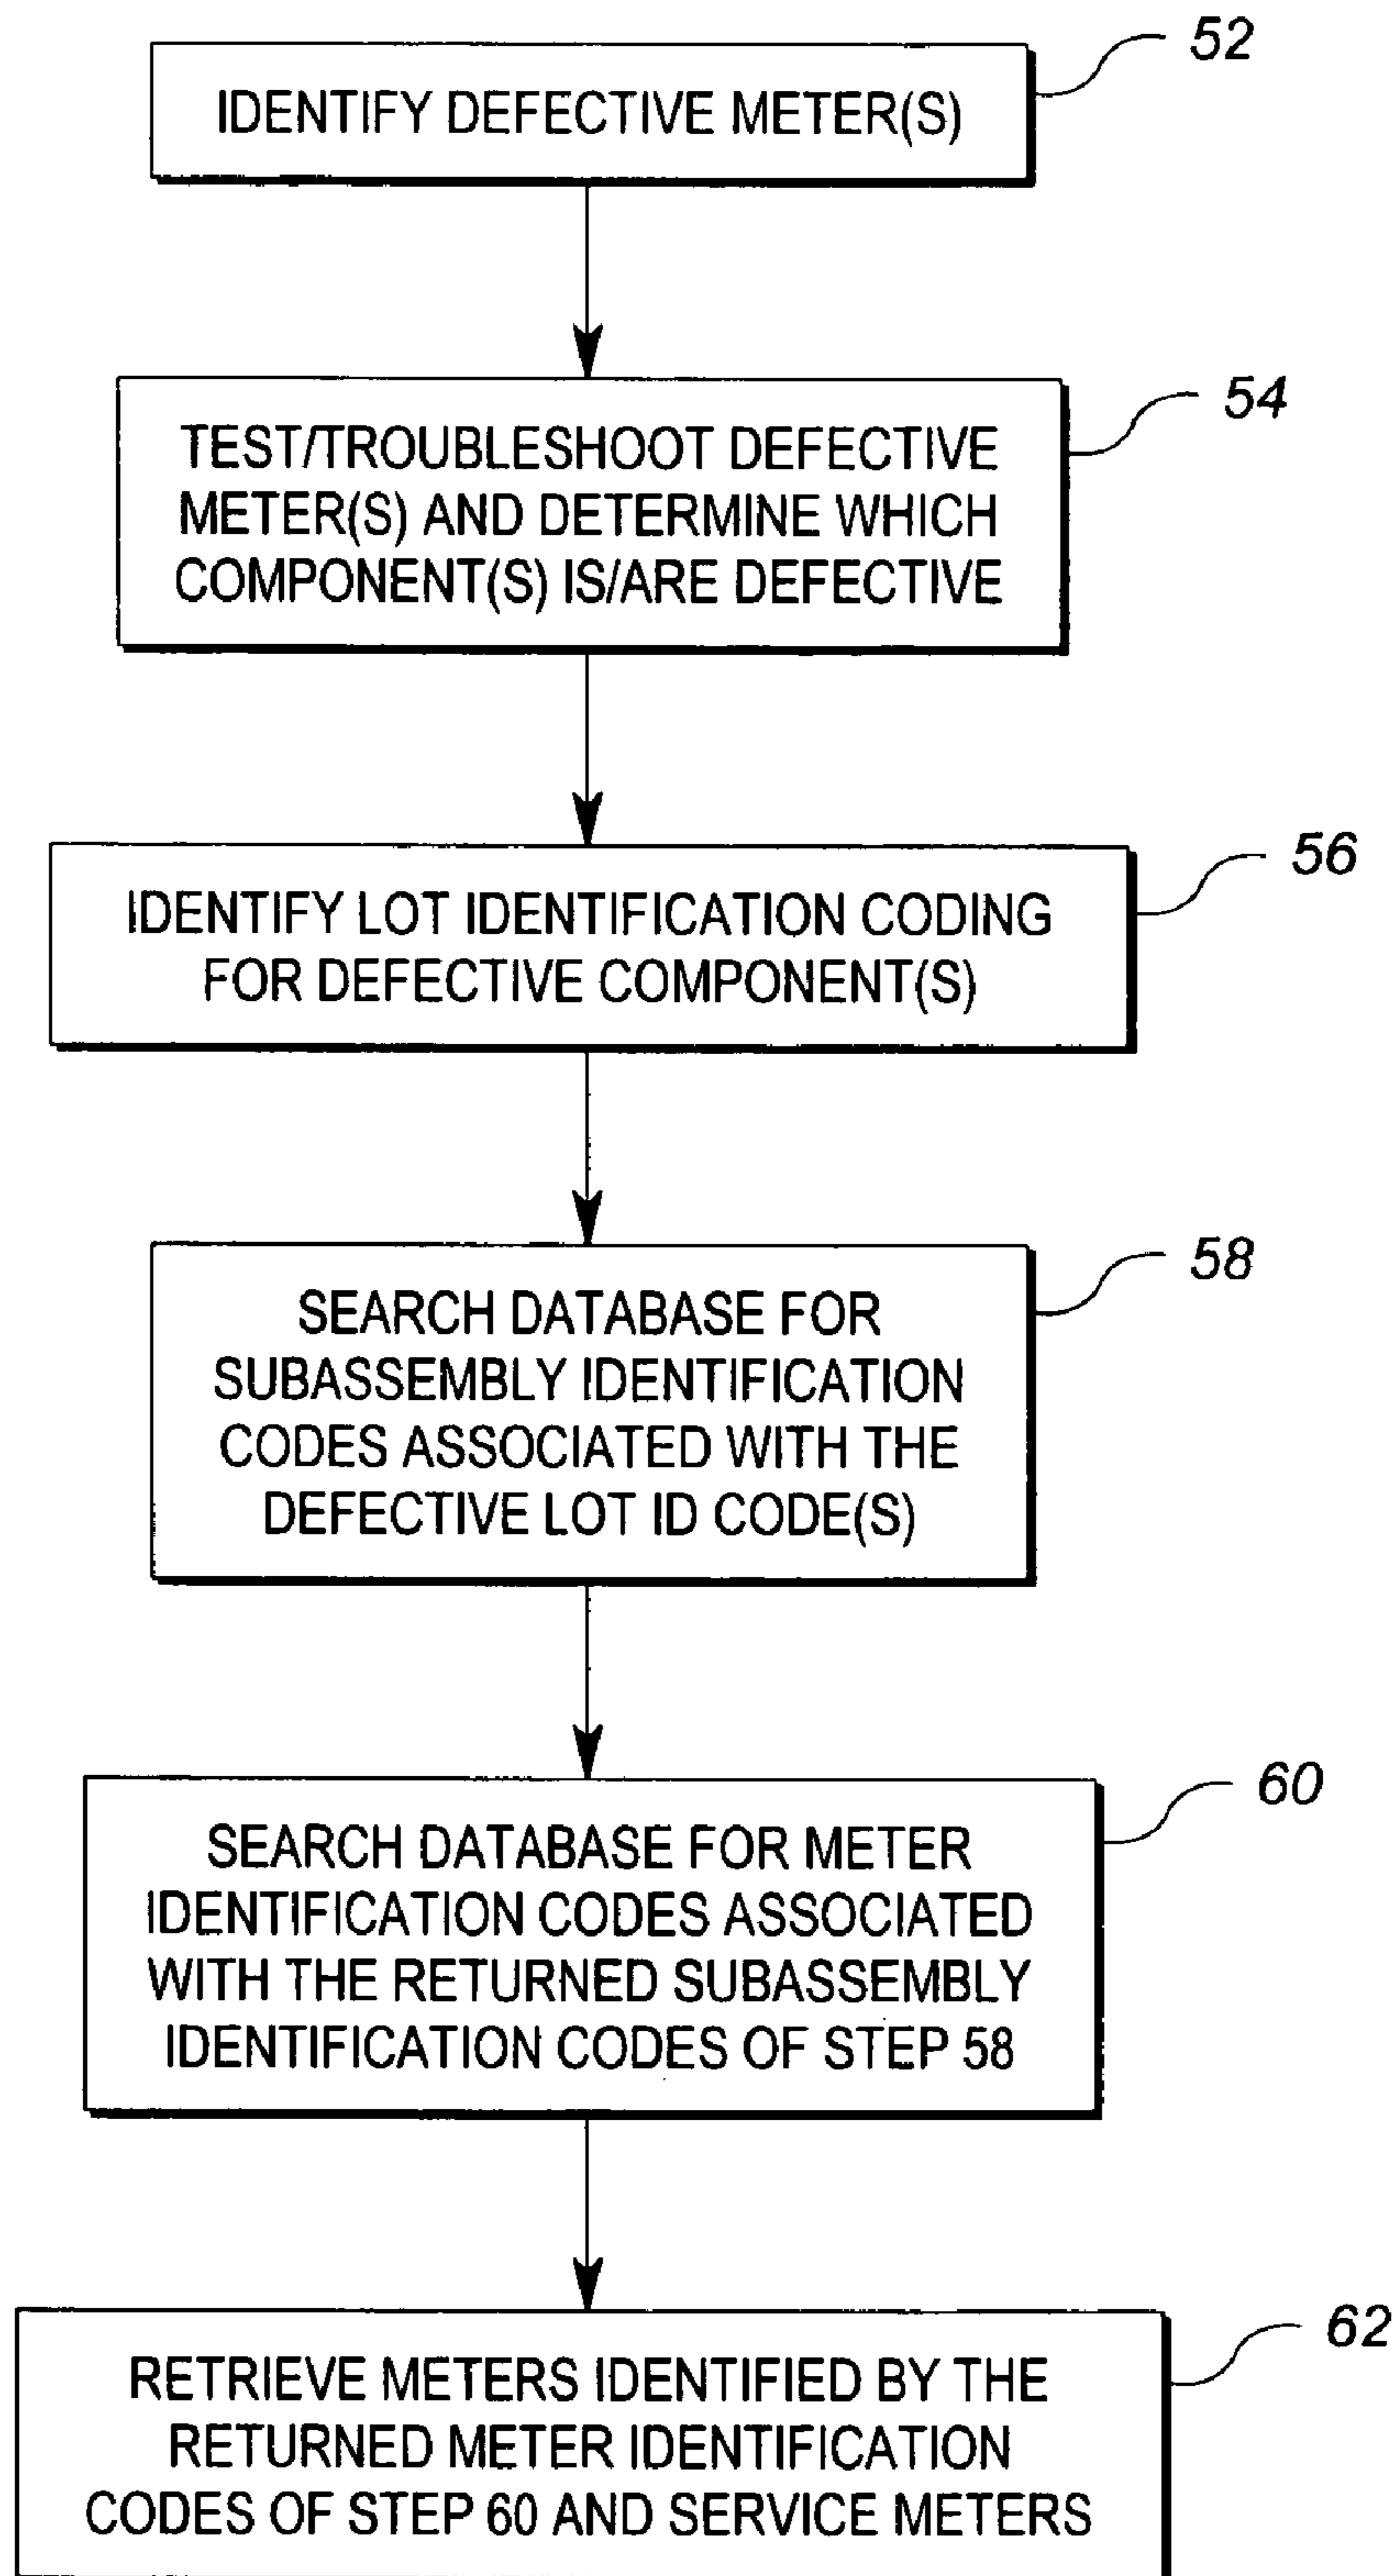 52
IDENTIFY DEFECTIVE METER(S)
54
TEST/TROUBLESHOOT DEFECTIVE
METER(S) AND DETERMINE WHICH
COMPONENT(S) IS/ARE DEFECTIVE
56
IDENTIFY LOT IDENTIFICATION CODING
FOR DEFECTIVE COMPONENT(S)
58
SEARCH DATABASE FOR
SUBASSEMBLY IDENTIFICATION
CODES ASSOCIATED WITH THE
DEFECTIVE LOT ID CODE(S)
60
SEARCH DATABASE FOR METER
IDENTIFICATION CODES ASSOCIATED
WITH THE RETURNED SUBASSEMBLY
IDENTIFICATION CODES OF STEP 58
62
RETRIEVE METERS IDENTIFIED BY THE
RETURNED METER IDENTIFICATION
CODES OF STEP 60 AND SERVICE METERS